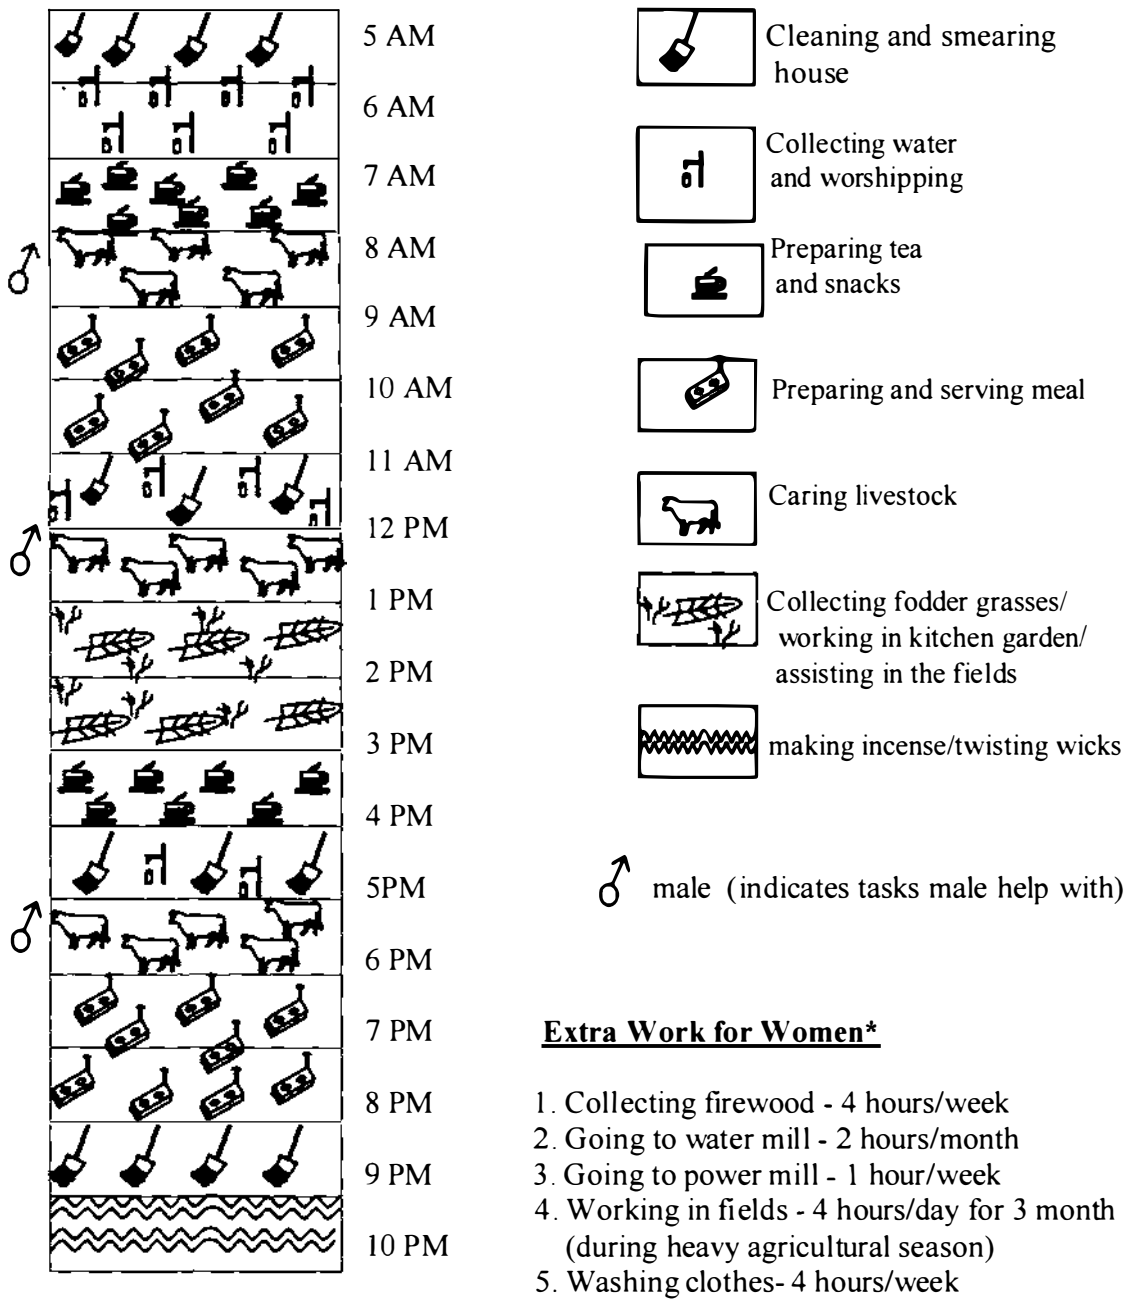 5 AM
6 AM
7 AM
8 AM
9 AM
10 AM
11 AM
12 PM
1 PM
2 PM
3 PM
4 PM
5PM
6 PM
7 PM
8 PM
9 PM
10 PM
Cleaning and smearing
house
Collecting water
and worshipping
Preparing tea
and snacks
Preparing and serving meal
Caring livestock
Collecting fodder grasses/
working in kitchen garden/
assisting in the fields
making incense/twisting wicks
♂ male (indicates tasks male help with)
Extra Work for Women*
1. Collecting firewood - 4 hours/week
2. Going to water mill - 2 hours/month
3. Going to power mill - 1 hour/week
4. Working in fields - 4 hours/day for 3 month
(during heavy agricultural season)
5. Washing clothes- 4 hours/week